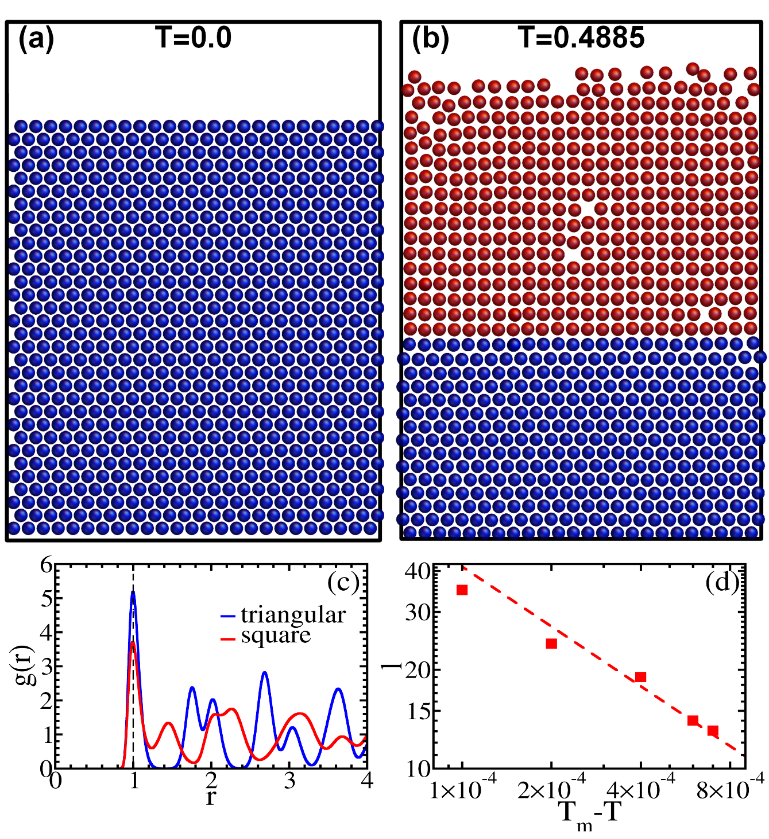 (a) T=0.0
(b) T=0.4885
6
5
4
3
2
1
0
g(r)
(c)
triangular
square
0 1 2 3 4
r
40
30
20
15
10
l
(d)
1×10⁻⁴ 2×10⁻⁴ 4×10⁻⁴ 8×10⁻⁴
Tₘ-T